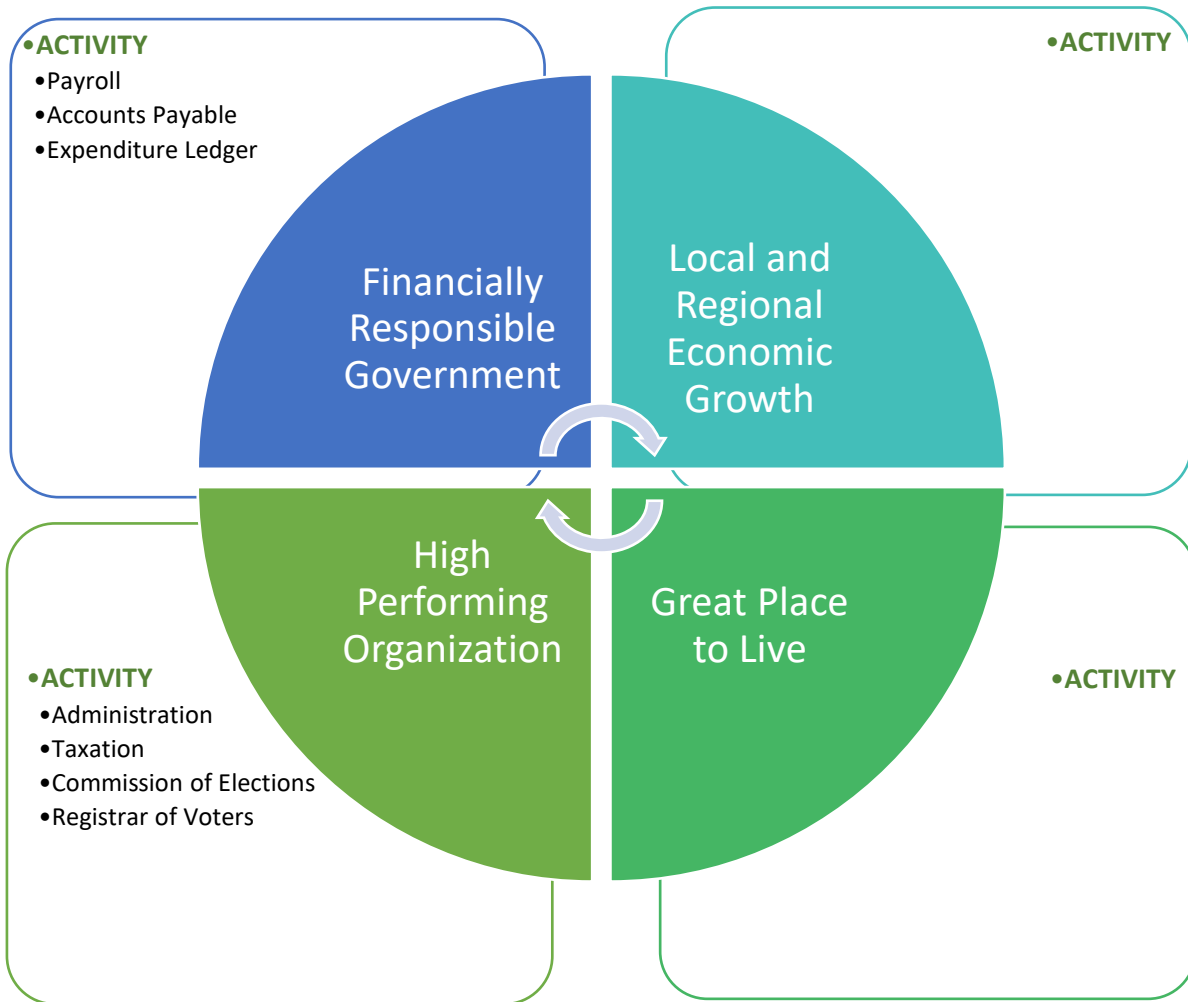 •ACTIVITY
•Payroll
•Accounts Payable
•Expenditure Ledger
•ACTIVITY
Financially
Responsible
Government
Local and
Regional
Economic
Growth
High
Performing
Organization
Great Place
to Live
•ACTIVITY
•Administration
•Taxation
•Commission of Elections
•Registrar of Voters
•ACTIVITY